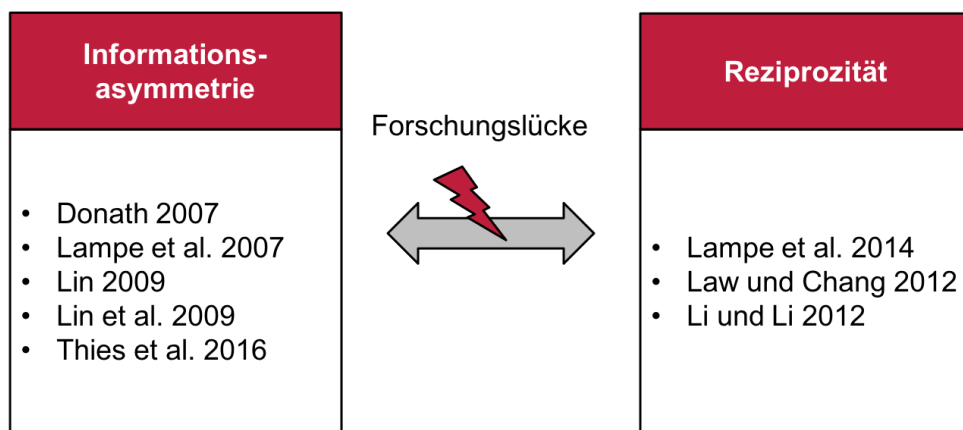 Informations-
asymmetrie
• Donath 2007
• Lampe et al. 2007
• Lin 2009
• Lin et al. 2009
• Thies et al. 2016
Forschungslücke
Reziprozität
• Lampe et al. 2014
• Law und Chang 2012
• Li und Li 2012